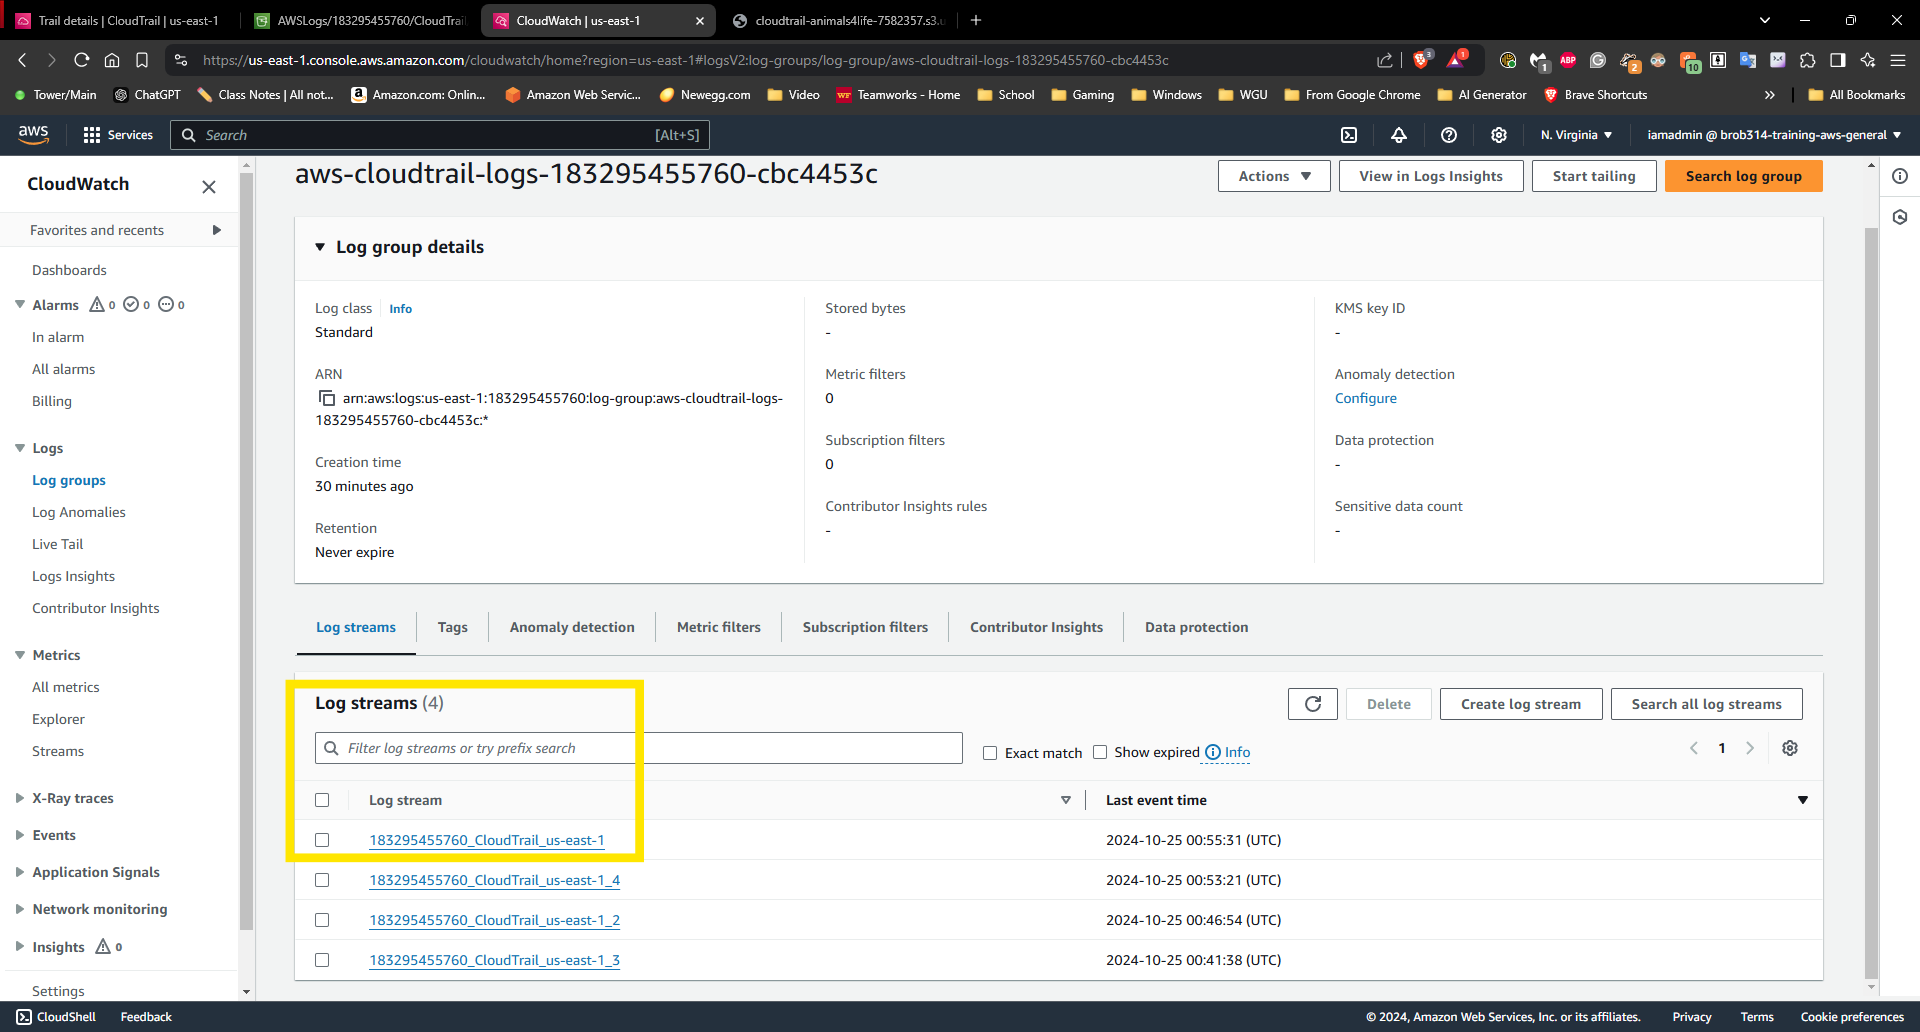 Trail details | CloudTrail | us-east-1
AWSLogs/183295455760/CloudTrail
CloudWatch | us-east-1
cloudtrail-animals4life-7582357.s3.u
https://us-east-1.console.aws.amazon.com/cloudwatch/home?region=us-east-1#logsV2:log-groups/log-group/aws-cloudtrail-logs-183295455760-cbc4453c
3
1
1
ABP
2
10
Tower/Main
ChatGPT
Class Notes | All not...
Amazon.com: Onlin...
Amazon Web Servic...
Newegg.com
Video
WF
Teamworks - Home
School
Gaming
Windows
WGU
From Google Chrome
AI Generator
Brave Shortcuts
All Bookmarks
aws
Services
Search
[Alt+S]
N. Virginia
iamadmin @ brob314-training-aws-general
CloudWatch
Favorites and recents
Dashboards
Alarms 0 0 0
In alarm
All alarms
Billing
Logs
Log groups
Log Anomalies
Live Tail
Logs Insights
Contributor Insights
Metrics
All metrics
Explorer
Streams
X-Ray traces
Events
Application Signals
Network monitoring
Insights 0
Settings
aws-cloudtrail-logs-183295455760-cbc4453c
Actions
View in Logs Insights
Start tailing
Search log group
Log group details
Log class
Info
Standard
ARN
arn:aws:logs:us-east-1:183295455760:log-group:aws-cloudtrail-logs-
183295455760-cbc4453c:*
Creation time
30 minutes ago
Retention
Never expire
Stored bytes
-
Metric filters
0
Subscription filters
0
Contributor Insights rules
-
KMS key ID
-
Anomaly detection
Configure
Data protection
-
Sensitive data count
-
Log streams
Tags
Anomaly detection
Metric filters
Subscription filters
Contributor Insights
Data protection
Log streams (4)
Delete
Create log stream
Search all log streams
Filter log streams or try prefix search
Exact match
Show expired
Info
1
Log stream
Last event time
183295455760_CloudTrail_us-east-1
2024-10-25 00:55:31 (UTC)
183295455760_CloudTrail_us-east-1_4
2024-10-25 00:53:21 (UTC)
183295455760_CloudTrail_us-east-1_2
2024-10-25 00:46:54 (UTC)
183295455760_CloudTrail_us-east-1_3
2024-10-25 00:41:38 (UTC)
CloudShell
Feedback
© 2024, Amazon Web Services, Inc. or its affiliates.
Privacy
Terms
Cookie preferences